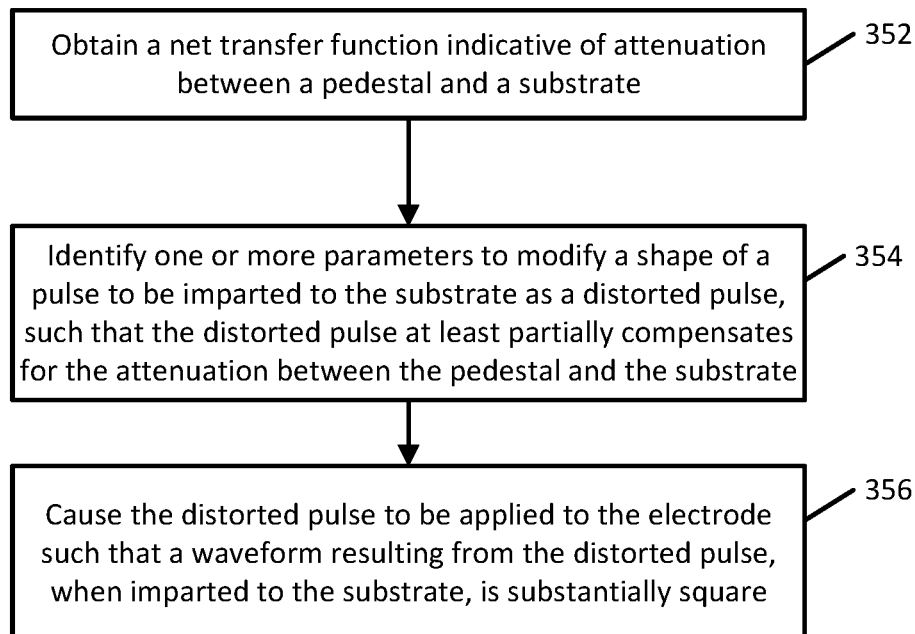 Obtain a net transfer function indicative of attenuation
between a pedestal and a substrate
352
Identify one or more parameters to modify a shape of a
pulse to be imparted to the substrate as a distorted pulse,
such that the distorted pulse at least partially compensates
for the attenuation between the pedestal and the substrate
354
Cause the distorted pulse to be applied to the electrode
such that a waveform resulting from the distorted pulse,
when imparted to the substrate, is substantially square
356